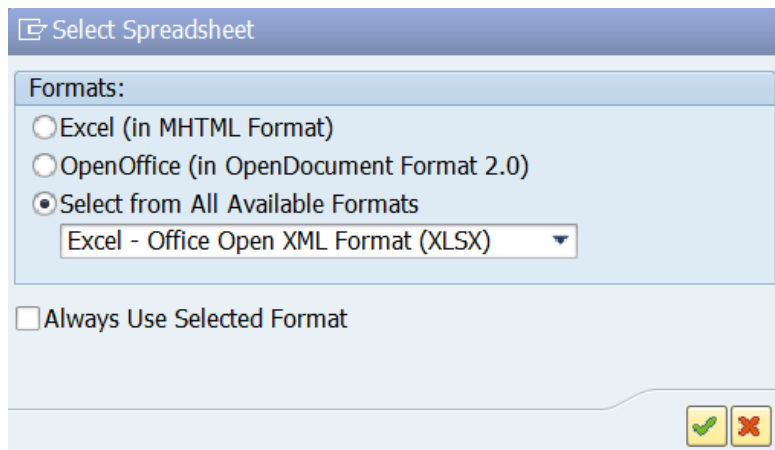 Select Spreadsheet
Formats:
Excel (in MHTML Format)
OpenOffice (in OpenDocument Format 2.0)
Select from All Available Formats
Excel - Office Open XML Format (XLSX)
Always Use Selected Format